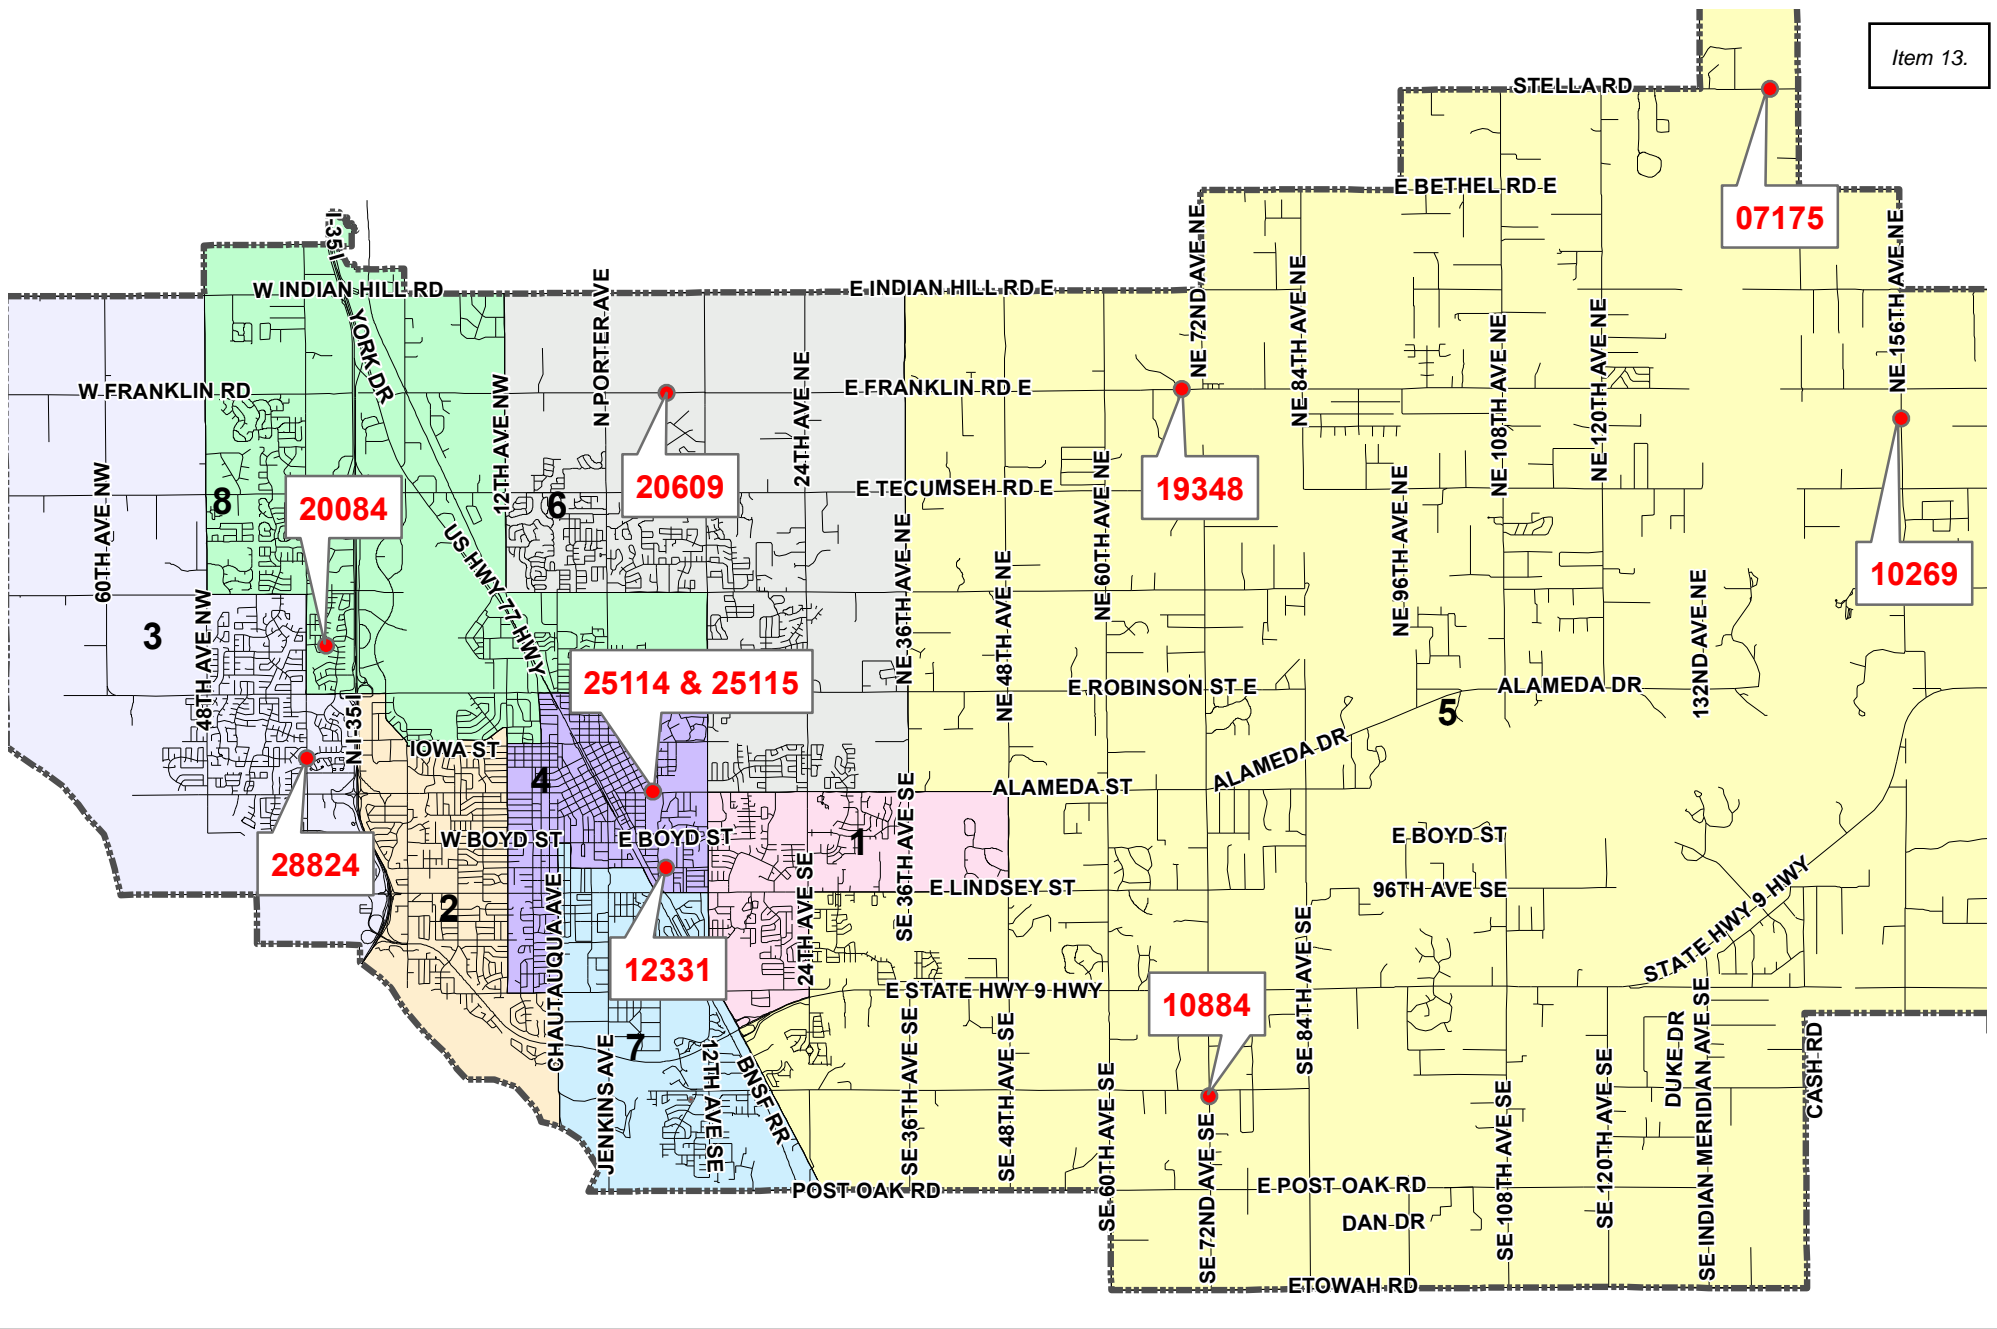 Item 13.
STELLA RD
E BETHEL RD E
07175
I-35 I
W INDIAN HILL RD
E INDIAN HILL RD E
N PORTER AVE
NE 72ND AVE NE
NE 84TH AVE NE
NE 156TH AVE NE
YORK DR
W FRANKLIN RD
E FRANKLIN RD E
12TH AVE NW
24TH AVE NE
NE 108TH AVE NE
NE 120TH AVE NE
60TH AVE NW
8
20084
6
20609
E TECUMSEH RD E
19348
NE 60TH AVE NE
NE 96TH AVE NE
10269
US HWY 77 HWY
NE 36TH AVE NE
NE 48TH AVE NE
132ND AVE NE
3
48TH AVE NW
25114 & 25115
E ROBINSON ST E
ALAMEDA DR
5
N I-35 I
IOWA ST
4
ALAMEDA ST
ALAMEDA DR
28824
W BOYD ST
E BOYD ST
1
SE 36TH AVE SE
E BOYD ST
E LINDSEY ST
96TH AVE SE
2
CHAUTAUQUA AVE
12331
24TH AVE SE
STATE HWY 9 HWY
E STATE HWY 9 HWY
10884
SE 84TH AVE SE
7
JENKINS AVE
12TH AVE SE
BNSF RR
SE 36TH AVE SE
SE 48TH AVE SE
SE 60TH AVE SE
SE 72ND AVE SE
SE 108TH AVE SE
SE 120TH AVE SE
DUKE DR
SE INDIAN MERIDIAN AVE SE
CASH RD
POST OAK RD
E POST OAK RD
DAN DR
ETOWAH RD